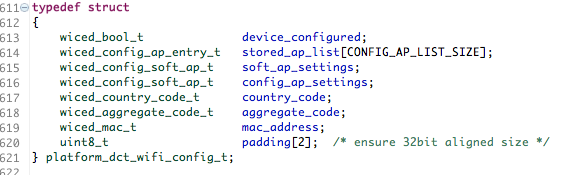 611 typedef struct
612 {
613 wiced_bool_t device_configured;
614 wiced_config_ap_entry_t stored_ap_list[CONFIG_AP_LIST_SIZE];
615 wiced_config_soft_ap_t soft_ap_settings;
616 wiced_config_soft_ap_t config_ap_settings;
617 wiced_country_code_t country_code;
618 wiced_aggregate_code_t aggregate_code;
619 wiced_mac_t mac_address;
620 uint8_t padding[2]; /* ensure 32bit aligned size */
621 } platform_dct_wifi_config_t;